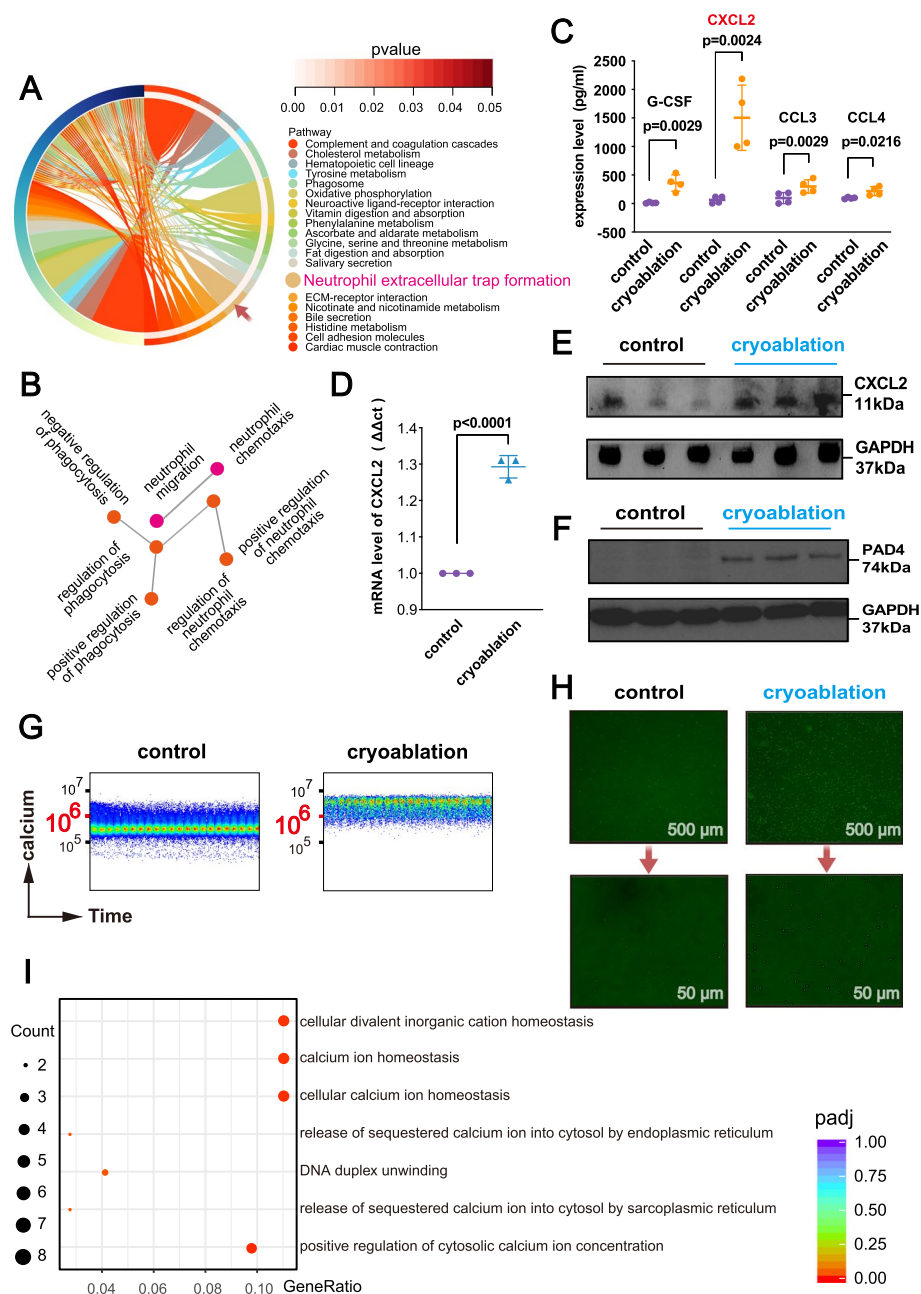 A
pvalue
0.00 0.01 0.02 0.03 0.04 0.05
Pathway
Complement and coagulation cascades
Cholesterol metabolism
Hematopoietic cell lineage
Tyrosine metabolism
Phagosome
Oxidative phosphorylation
Neuroactive ligand-receptor interaction
Vitamin digestion and absorption
Phenylalanine metabolism
Ascorbate and aldarate metabolism
Glycine, serine and threonine metabolism
Fat digestion and absorption
Salivary secretion
Neutrophil extracellular trap formation
ECM-receptor interaction
Nicotinate and nicotinamide metabolism
Bile secretion
Histidine metabolism
Cell adhesion molecules
Cardiac muscle contraction
B
negative regulation
of phagocytosis
neutrophil
migration
neutrophil
chemotaxis
regulation of
phagocytosis
positive regulation
of neutrophil
chemotaxis
positive regulation
of phagocytosis
regulation of
neutrophil
chemotaxis
C
expression level (pg/ml)
2500
2000
1500
1000
500
0
-500
G-CSF
p=0.0029
CXCL2
p=0.0024
CCL3
p=0.0029
CCL4
p=0.0216
control
cryoablation
control
cryoablation
control
cryoablation
control
cryoablation
D
mRNA level of CXCL2 ( ΔΔct )
1.4
1.3
1.0
0.9
p<0.0001
control
cryoablation
E
control cryoablation
CXCL2
11kDa
GAPDH
37kDa
F
control cryoablation
PAD4
74kDa
GAPDH
37kDa
G
control cryoablation
calcium
10⁷
10⁶
10⁵
10⁷
10⁶
10⁵
Time
H
control cryoablation
500 μm 500 μm
50 μm 50 μm
I
Count
2
3
4
5
6
7
8
cellular divalent inorganic cation homeostasis
calcium ion homeostasis
cellular calcium ion homeostasis
release of sequestered calcium ion into cytosol by endoplasmic reticulum
DNA duplex unwinding
release of sequestered calcium ion into cytosol by sarcoplasmic reticulum
positive regulation of cytosolic calcium ion concentration
0.04 0.06 0.08 0.10 GeneRatio
padj
1.00
0.75
0.50
0.25
0.00